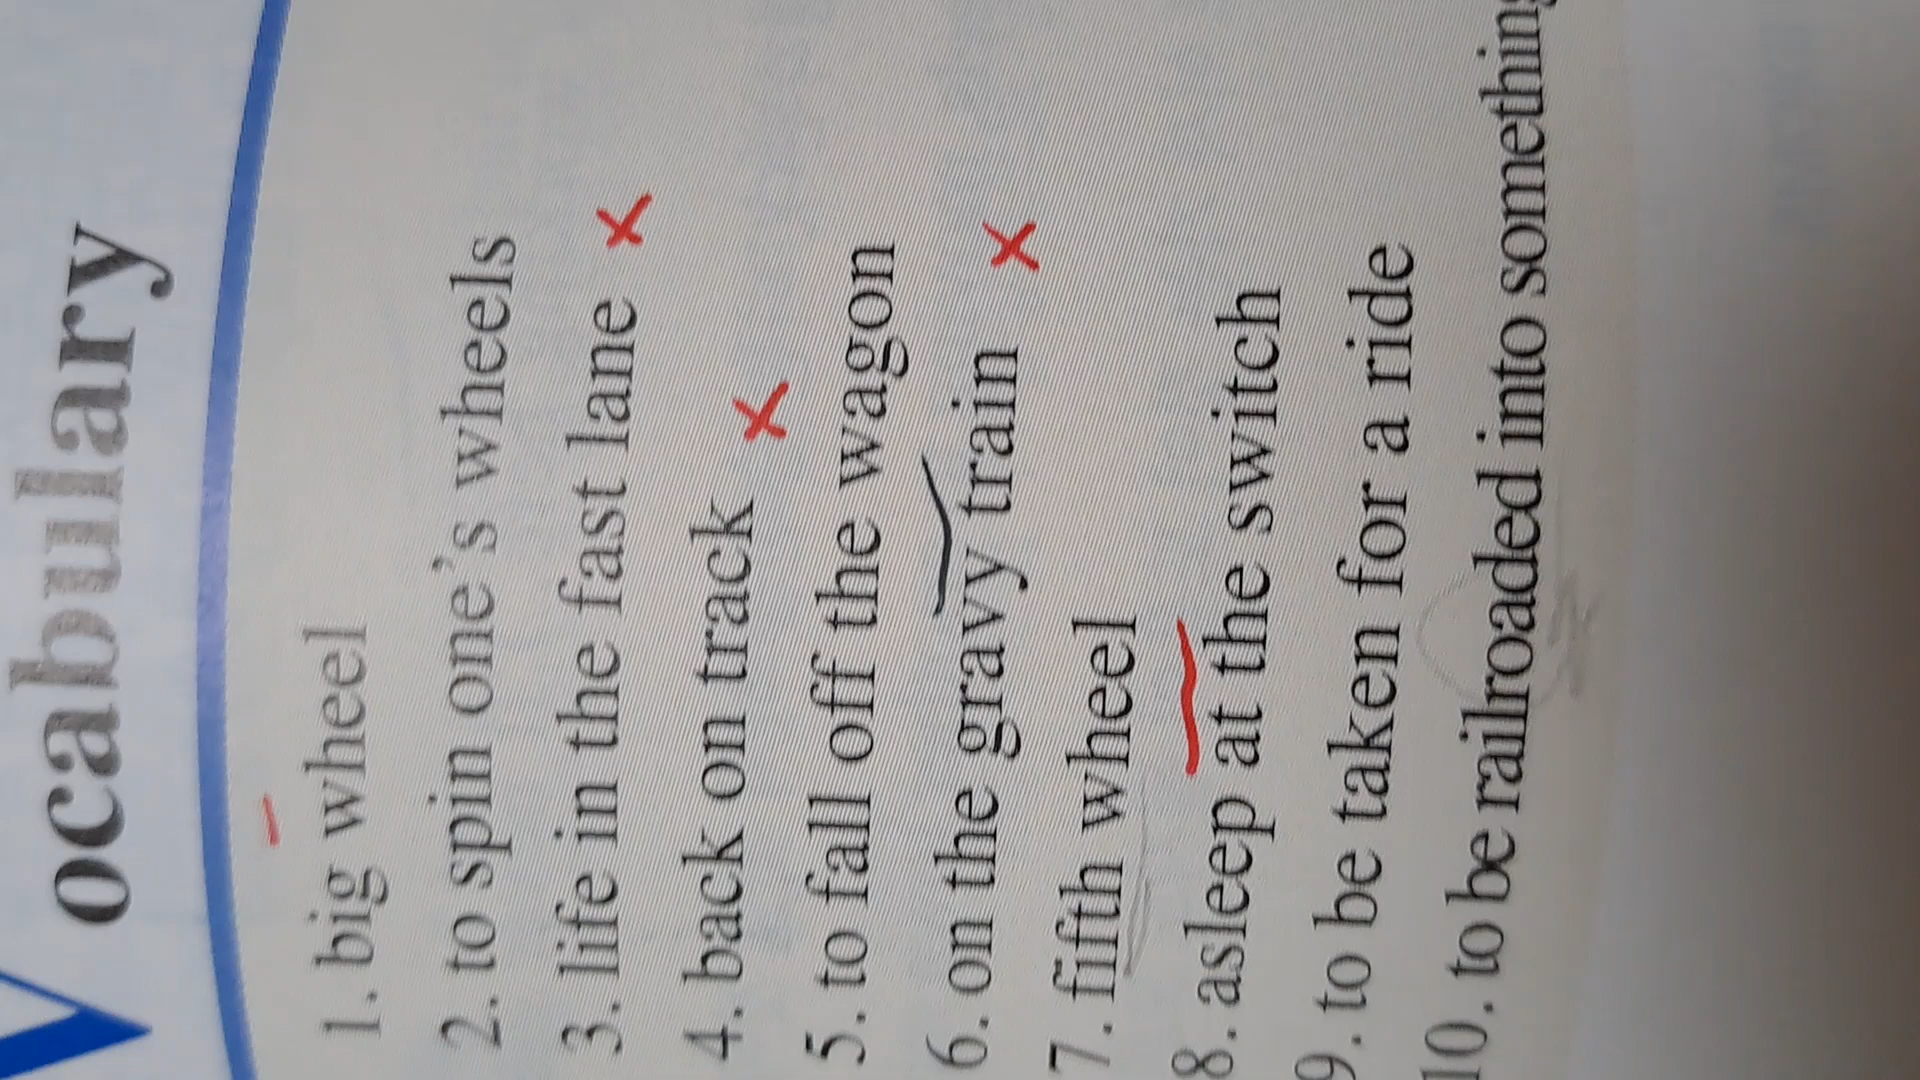 Vocabulary
1. big wheel
2. to spin one's wheels
3. life in the fast lane
4. back on track
5. to fall off the wagon
6. on the gravy train
7. fifth wheel
8. asleep at the switch
9. to be taken for a ride
10. to be railroaded into something